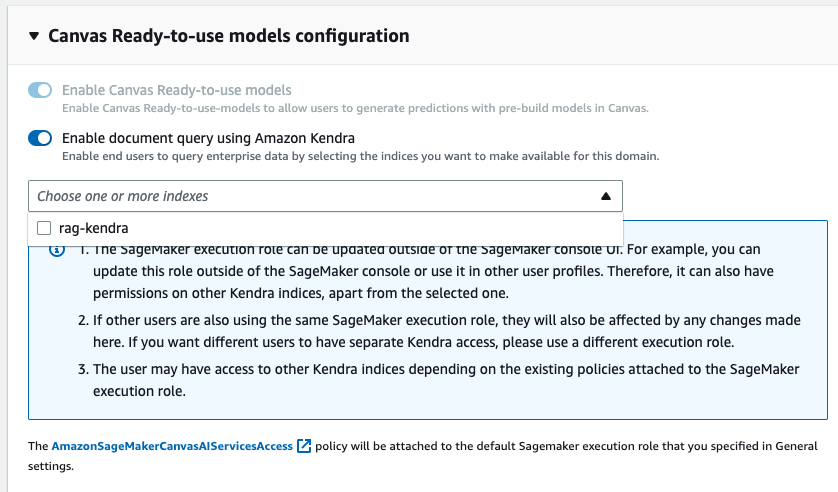 Canvas Ready-to-use models configuration
Enable Canvas Ready-to-use models
Enable Canvas Ready-to-use-models to allow users to generate predictions with pre-build models in Canvas.
Enable document query using Amazon Kendra
Enable end users to query enterprise data by selecting the indices you want to make available for this domain.
Choose one or more indexes
rag-kendra
1. The SageMaker execution role can be updated outside of the SageMaker console UI. For example, you can
update this role outside of the SageMaker console or use it in other user profiles. Therefore, it can also have
permissions on other Kendra indices, apart from the selected one.
2. If other users are also using the same SageMaker execution role, they will also be affected by any changes made
here. If you want different users to have separate Kendra access, please use a different execution role.
3. The user may have access to other Kendra indices depending on the existing policies attached to the SageMaker
execution role.
The AmazonSageMakerCanvasAIServicesAccess policy will be attached to the default Sagemaker execution role that you specified in General
settings.